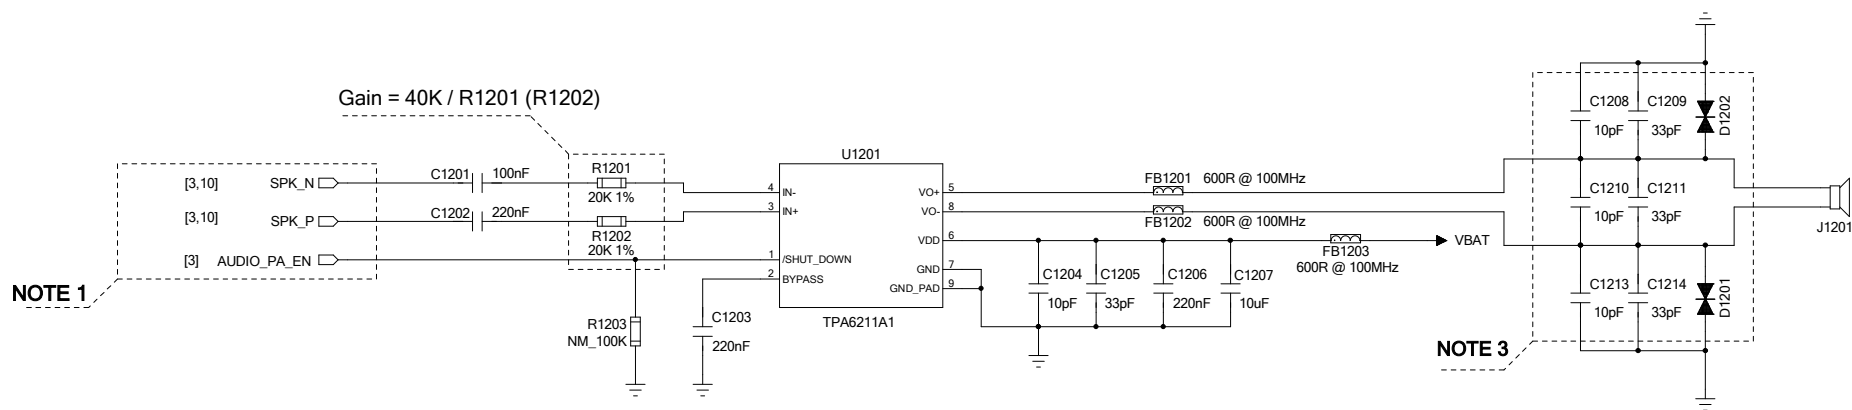 Gain = 40K / R1201 (R1202)
NOTE 1
[3,10] SPK_N
[3,10] SPK_P
[3] AUDIO_PA_EN
C1201 100nF
C1202 220nF
R1201
20K 1%
R1202
20K 1%
R1203
NM_100K
C1203
220nF
U1201
4 IN-
3 IN+
1 /SHUT_DOWN
2 BYPASS
VO+ 5
VO- 8
VDD 6
GND 7
GND_PAD 9
TPA6211A1
FB1201 600R @ 100MHz
FB1202 600R @ 100MHz
FB1203
600R @ 100MHz
VBAT
C1204
10pF
C1205
33pF
C1206
220nF
C1207
10uF
NOTE 3
C1208
10pF
C1209
33pF
D1202
C1210
10pF
C1211
33pF
C1213
10pF
C1214
33pF
D1201
J1201